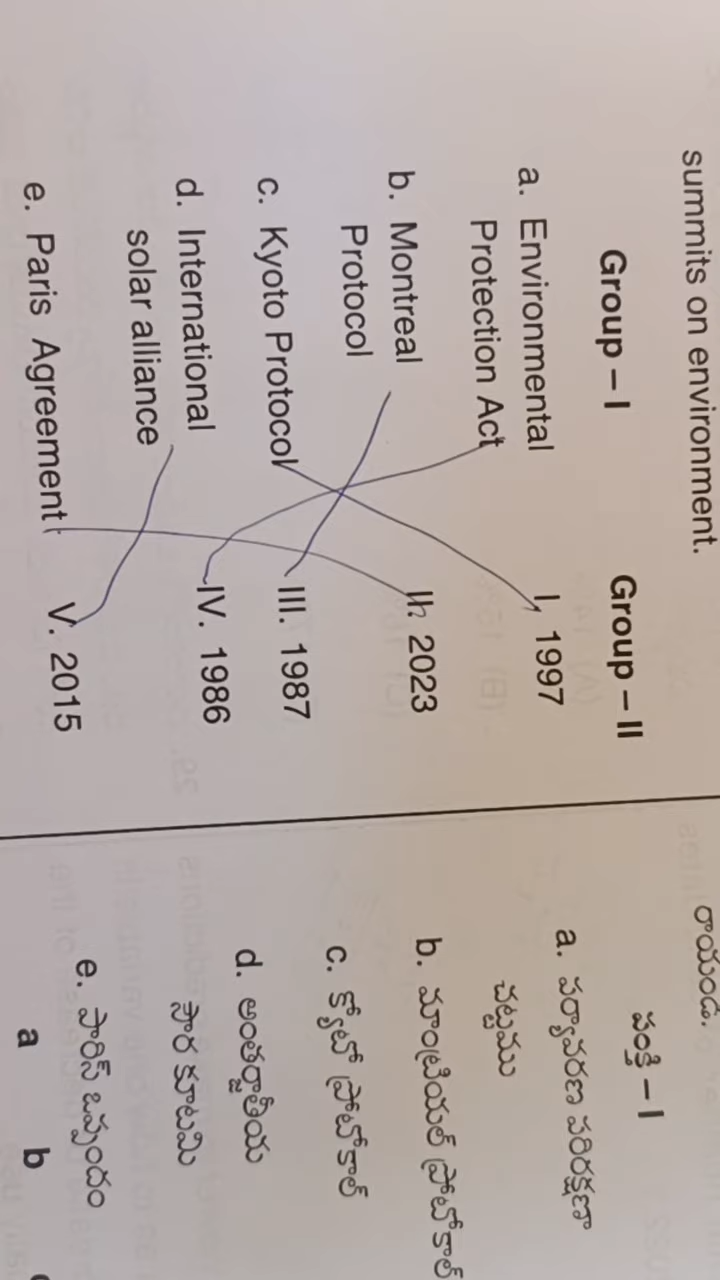 summits on environment.
Group – I Group – II
a. Environmental I. 1997
Protection Act
b. Montreal II. 2023
Protocol
c. Kyoto Protocol III. 1987
d. International IV. 1986
solar alliance
e. Paris Agreement V. 2015
రాయండి.
పంక్తి – I
a. పర్యావరణ పరిరక్షణా
చట్టము
b. మాంట్రియల్ ప్రోటోకాల్
c. క్యోటో ప్రోటోకాల్
d. అంతర్జాతీయ
సౌర కూటమి
e. పారిస్ ఒప్పందం
a b